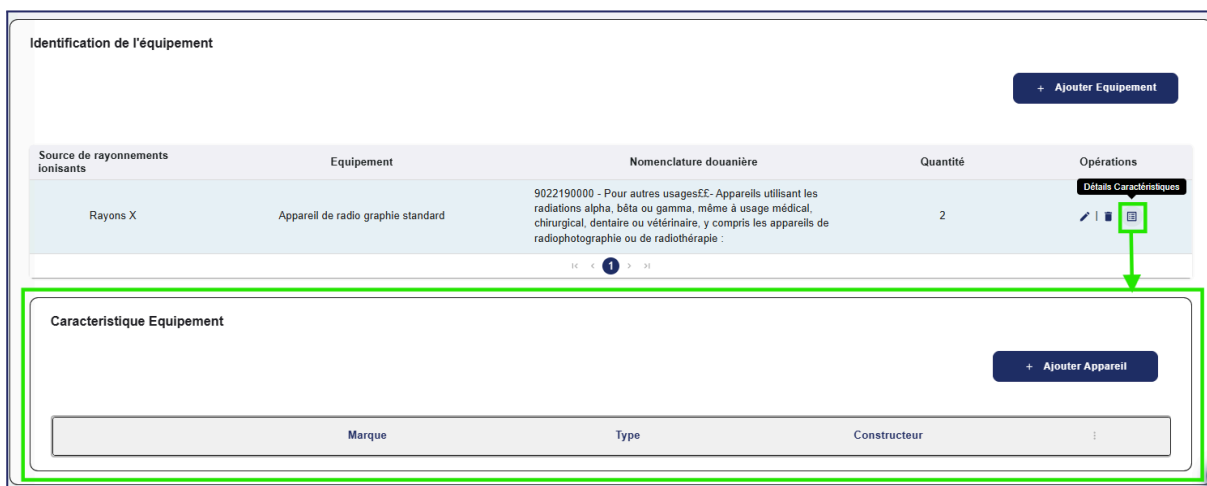 Identification de l'équipement
+ Ajouter Equipement
Source de rayonnements
ionisants
Equipement
Nomenclature douanière
Quantité
Opérations
Détails Caractéristiques
Rayons X
Appareil de radio graphie standard
9022190000 - Pour autres usages££- Appareils utilisant les
radiations alpha, bêta ou gamma, même à usage médical,
chirurgical, dentaire ou vétérinaire, y compris les appareils de
radiophotographie ou de radiothérapie :
2
1
Caracteristique Equipement
+ Ajouter Appareil
Marque
Type
Constructeur